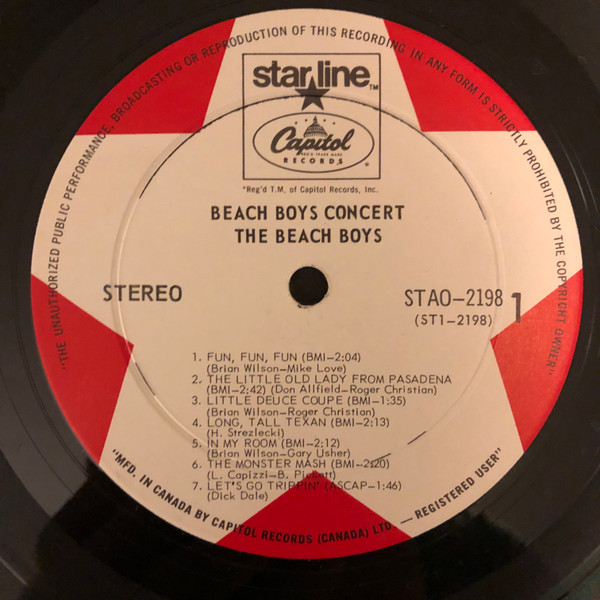 "THE UNAUTHORIZED PUBLIC PERFORMANCE, BROADCASTING OR REPRODUCTION OF THIS RECORDING IN ANY FORM IS STRICTLY PROHIBITED BY THE COPYRIGHT OWNER"
starline TM
Capitol
REG'D TRADE MARK
RECORDS
*Reg'd T.M. of Capitol Records, Inc.
BEACH BOYS CONCERT
THE BEACH BOYS
STEREO
STAO-2198 1
(ST1-2198)
1. FUN, FUN, FUN (BMI-2:04)
(Brian Wilson-Mike Love)
2. THE LITTLE OLD LADY FROM PASADENA
(BMI-2:42) (Don Allfield-Roger Christian)
3. LITTLE DEUCE COUPE (BMI-1:35)
(Brian Wilson-Roger Christian)
4. LONG, TALL TEXAN (BMI-2:13)
(H. Strezlecki)
5. IN MY ROOM (BMI-2:12)
(Brian Wilson-Gary Usher)
6. THE MONSTER MASH (BMI-2:20)
(L. Capizzi-B. Pickett)
7. LET'S GO TRIPPIN' (ASCAP-1:46)
(Dick Dale)
"MFD. IN CANADA BY CAPITOL RECORDS (CANADA) LTD. — REGISTERED USER"